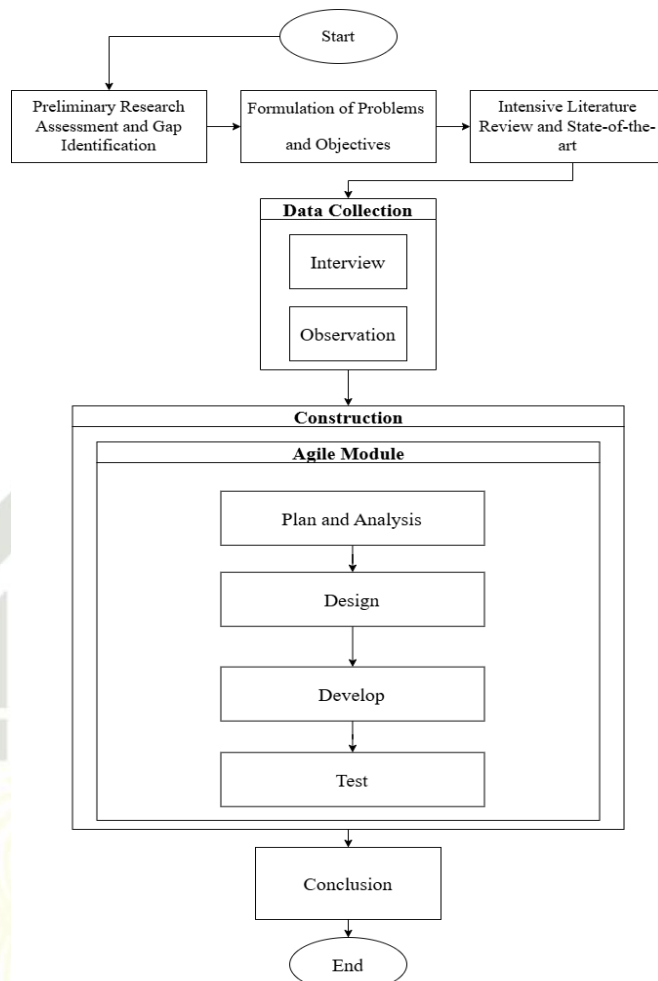 Start
Preliminary Research
Assessment and Gap
Identification
Formulation of Problems
and Objectives
Intensive Literature
Review and State-of-the-
art
Data Collection
Interview
Observation
Construction
Agile Module
Plan and Analysis
Design
Develop
Test
Conclusion
End